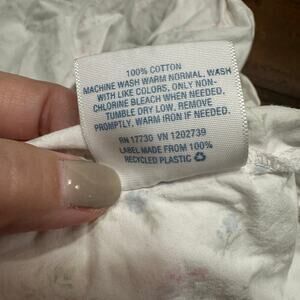 100% COTTON
MACHINE WASH WARM NORMAL, WASH
WITH LIKE COLORS, ONLY NON-
CHLORINE BLEACH WHEN NEEDED,
TUMBLE DRY LOW, REMOVE
PROMPTLY, WARM IRON IF NEEDED.
RN 17730 VN 1202739
LABEL MADE FROM 100%
RECYCLED PLASTIC